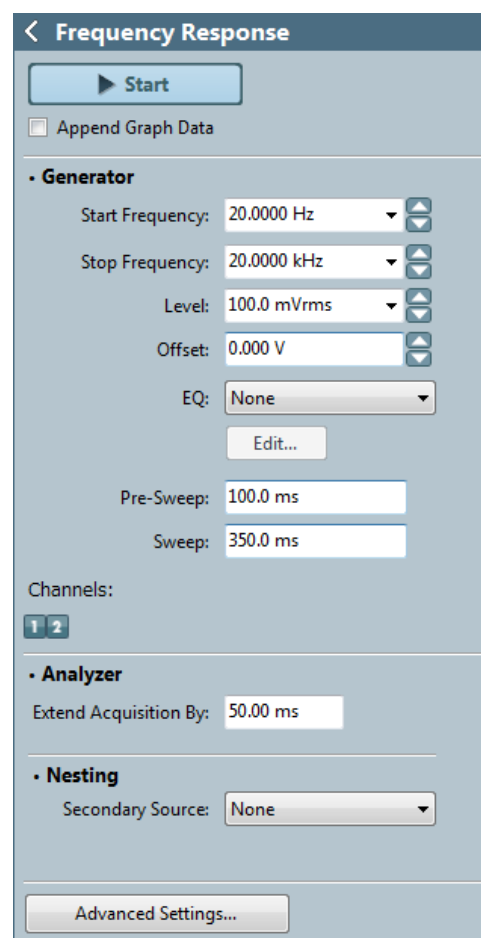 Frequency Response
Start
Append Graph Data
• Generator
Start Frequency: 20.0000 Hz
Stop Frequency: 20.0000 kHz
Level: 100.0 mVrms
Offset: 0.000 V
EQ: None
Edit...
Pre-Sweep: 100.0 ms
Sweep: 350.0 ms
Channels:
1 2
• Analyzer
Extend Acquisition By: 50.00 ms
• Nesting
Secondary Source: None
Advanced Settings...